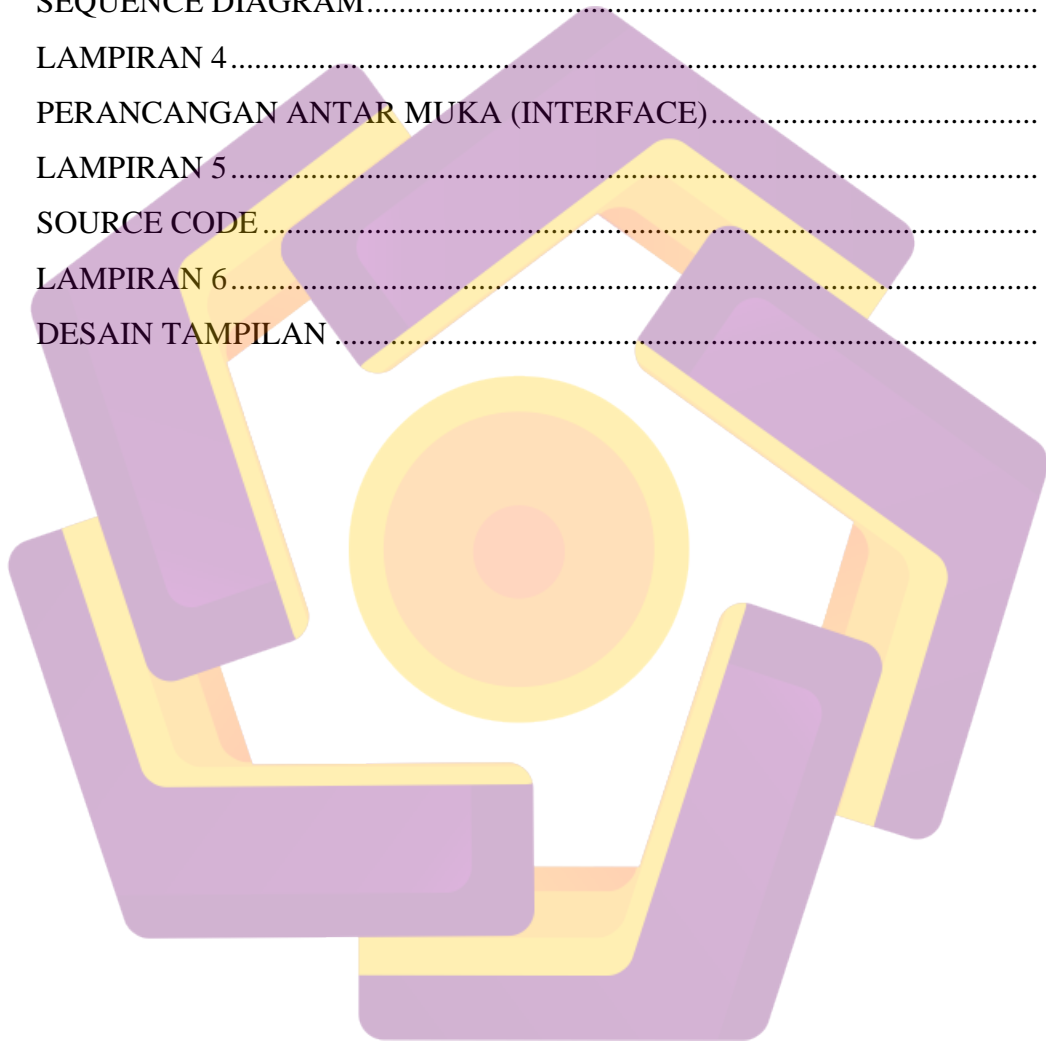 SEQUENCE DIAGRAM....................................................................................
LAMPIRAN 4....................................................................................................
PERANCANGAN ANTAR MUKA (INTERFACE)........................................
LAMPIRAN 5....................................................................................................
SOURCE CODE................................................................................................
LAMPIRAN 6....................................................................................................
DESAIN TAMPILAN .......................................................................................